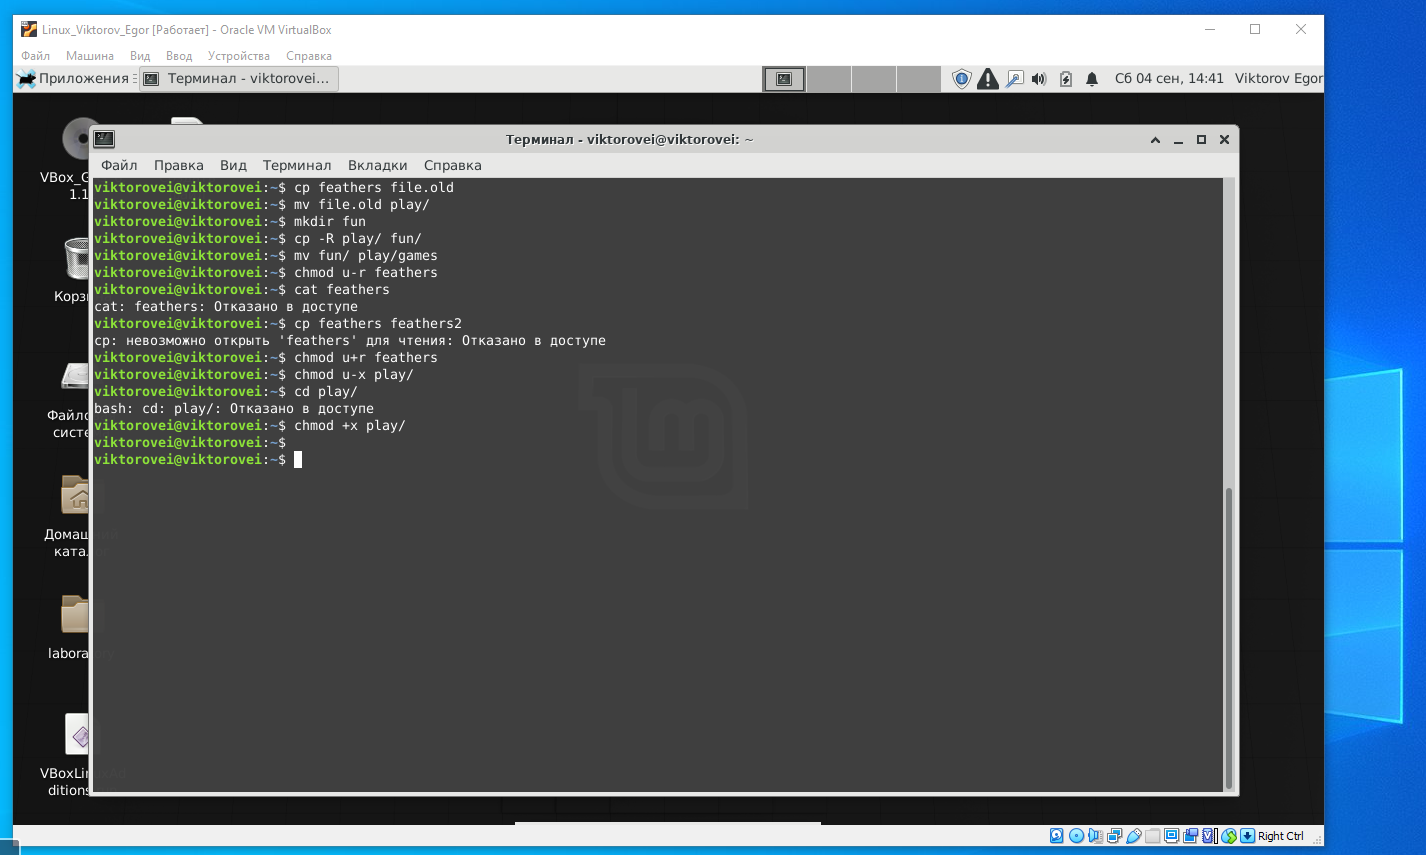 Linux_Viktorov_Egor [Работает] - Oracle VM VirtualBox
Файл Машина Вид Ввод Устройства Справка
Приложения Терминал - viktorovei... Сб 04 сен, 14:41 Viktorov Egor
Терминал - viktorovei@viktorovei: ~
Файл Правка Вид Терминал Вкладки Справка
viktorovei@viktorovei:~$ cp feathers file.old
viktorovei@viktorovei:~$ mv file.old play/
viktorovei@viktorovei:~$ mkdir fun
viktorovei@viktorovei:~$ cp -R play/ fun/
viktorovei@viktorovei:~$ mv fun/ play/games
viktorovei@viktorovei:~$ chmod u-r feathers
viktorovei@viktorovei:~$ cat feathers
cat: feathers: Отказано в доступе
viktorovei@viktorovei:~$ cp feathers feathers2
cp: невозможно открыть 'feathers' для чтения: Отказано в доступе
viktorovei@viktorovei:~$ chmod u+r feathers
viktorovei@viktorovei:~$ chmod u-x play/
viktorovei@viktorovei:~$ cd play/
bash: cd: play/: Отказано в доступе
viktorovei@viktorovei:~$ chmod +x play/
viktorovei@viktorovei:~$
viktorovei@viktorovei:~$
VBox_G
1.1
Корз
Файло
систе
Домашний
каталог
laboratory
VBoxLinuxAd
ditions
Right Ctrl